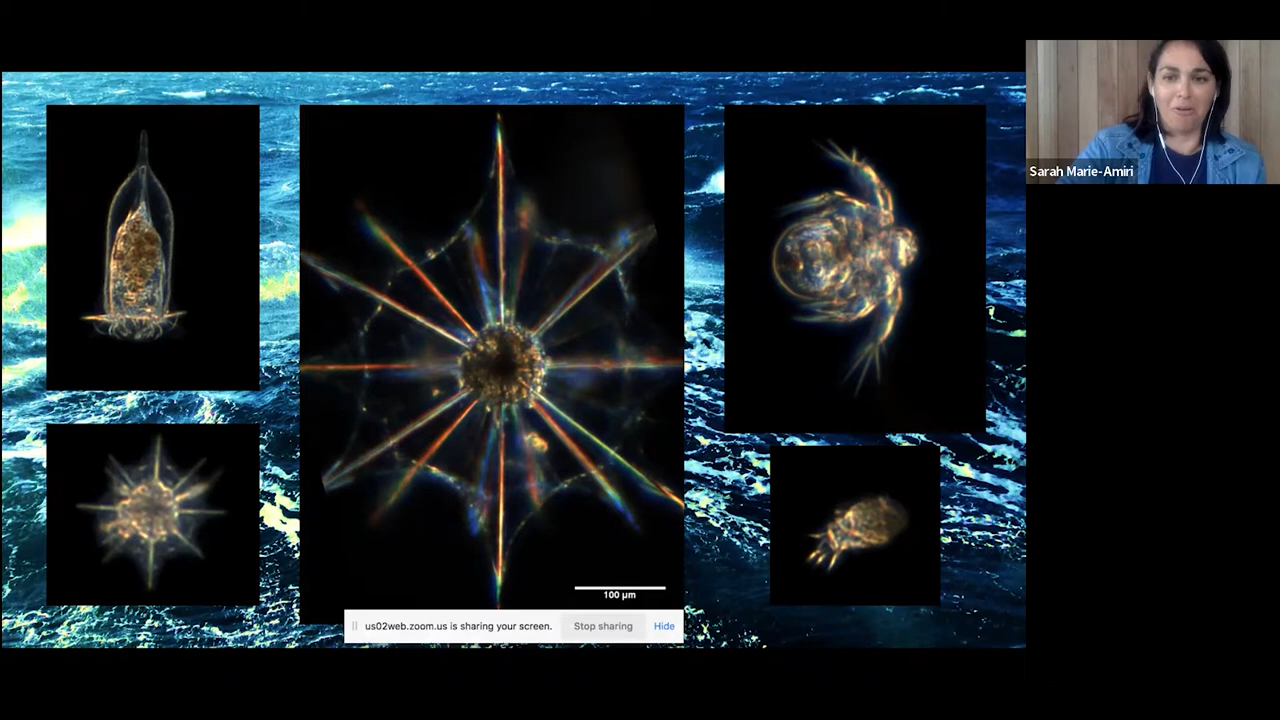 Sarah Marie-Amiri
100 µm
us02web.zoom.us is sharing your screen. Stop sharing Hide